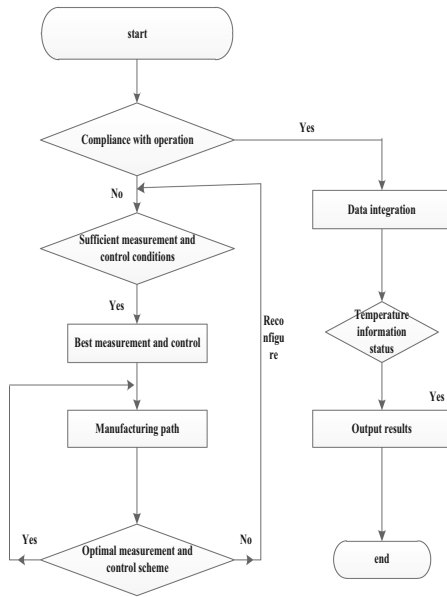 start
Compliance with operation
Yes
No
Data integration
Sufficient measurement and
control conditions
Yes
Temperature
information
status
Reco
nfigu
re
Best measurement and control
Yes
Manufacturing path
Output results
Yes
Optimal measurement and
control scheme
No
end